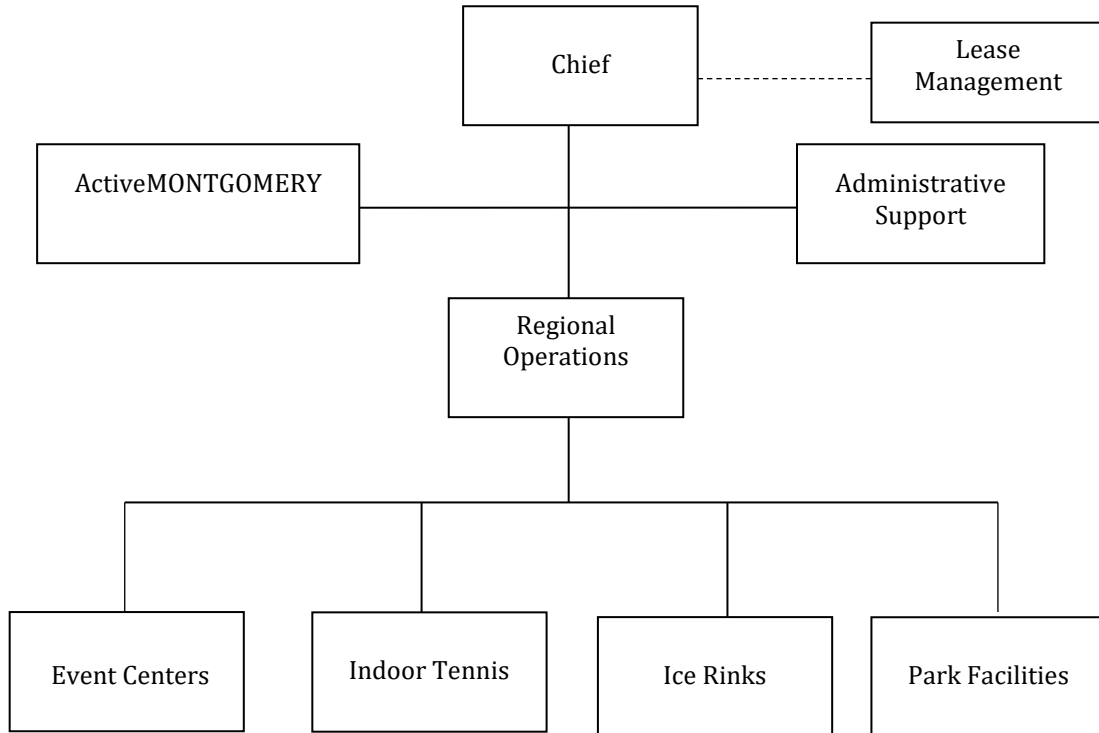 Chief
Lease
Management
ActiveMONTGOMERY
Administrative
Support
Regional
Operations
Event Centers
Indoor Tennis
Ice Rinks
Park Facilities